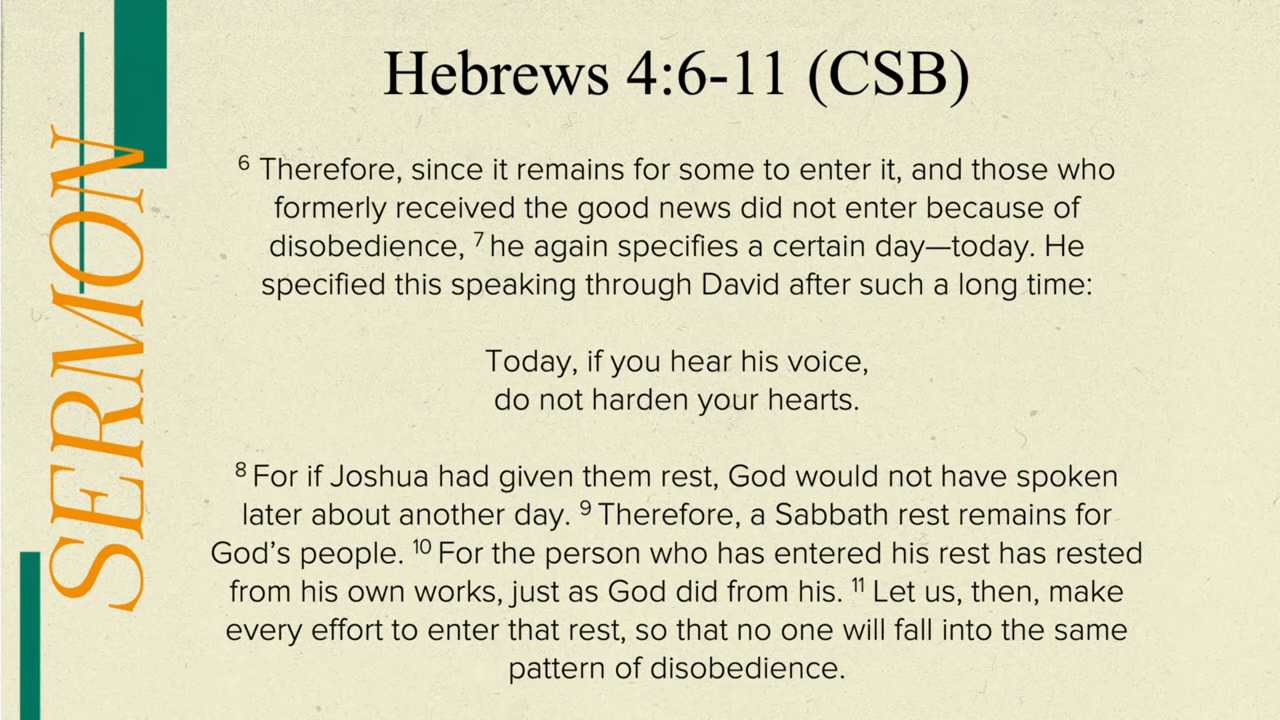 SERMON
Hebrews 4:6-11 (CSB)
6 Therefore, since it remains for some to enter it, and those who
formerly received the good news did not enter because of
disobedience, 7 he again specifies a certain day—today. He
specified this speaking through David after such a long time:
Today, if you hear his voice,
do not harden your hearts.
8 For if Joshua had given them rest, God would not have spoken
later about another day. 9 Therefore, a Sabbath rest remains for
God’s people. 10 For the person who has entered his rest has rested
from his own works, just as God did from his. 11 Let us, then, make
every effort to enter that rest, so that no one will fall into the same
pattern of disobedience.